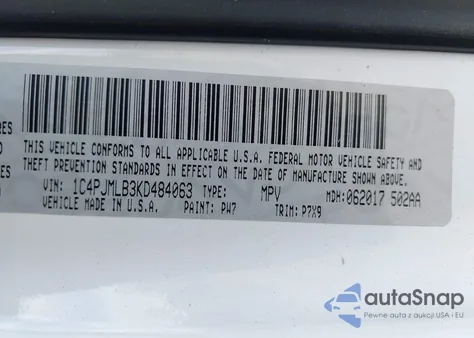 RES
THIS VEHICLE CONFORMS TO ALL APPLICABLE U.S.A. FEDERAL MOTOR VEHICLE SAFETY AND
THEFT PREVENTION STANDARDS IN EFFECT ON THE DATE OF MANUFACTURE SHOWN ABOVE.
ES
VIN: 1C4PJMLB3KD484063 TYPE: MPV MDH:062017 502AA
VEHICLE MADE IN U.S.A. PAINT: PW7 TRIM: P7X9
autoSnap
Pewne auta z aukcji USA i EU